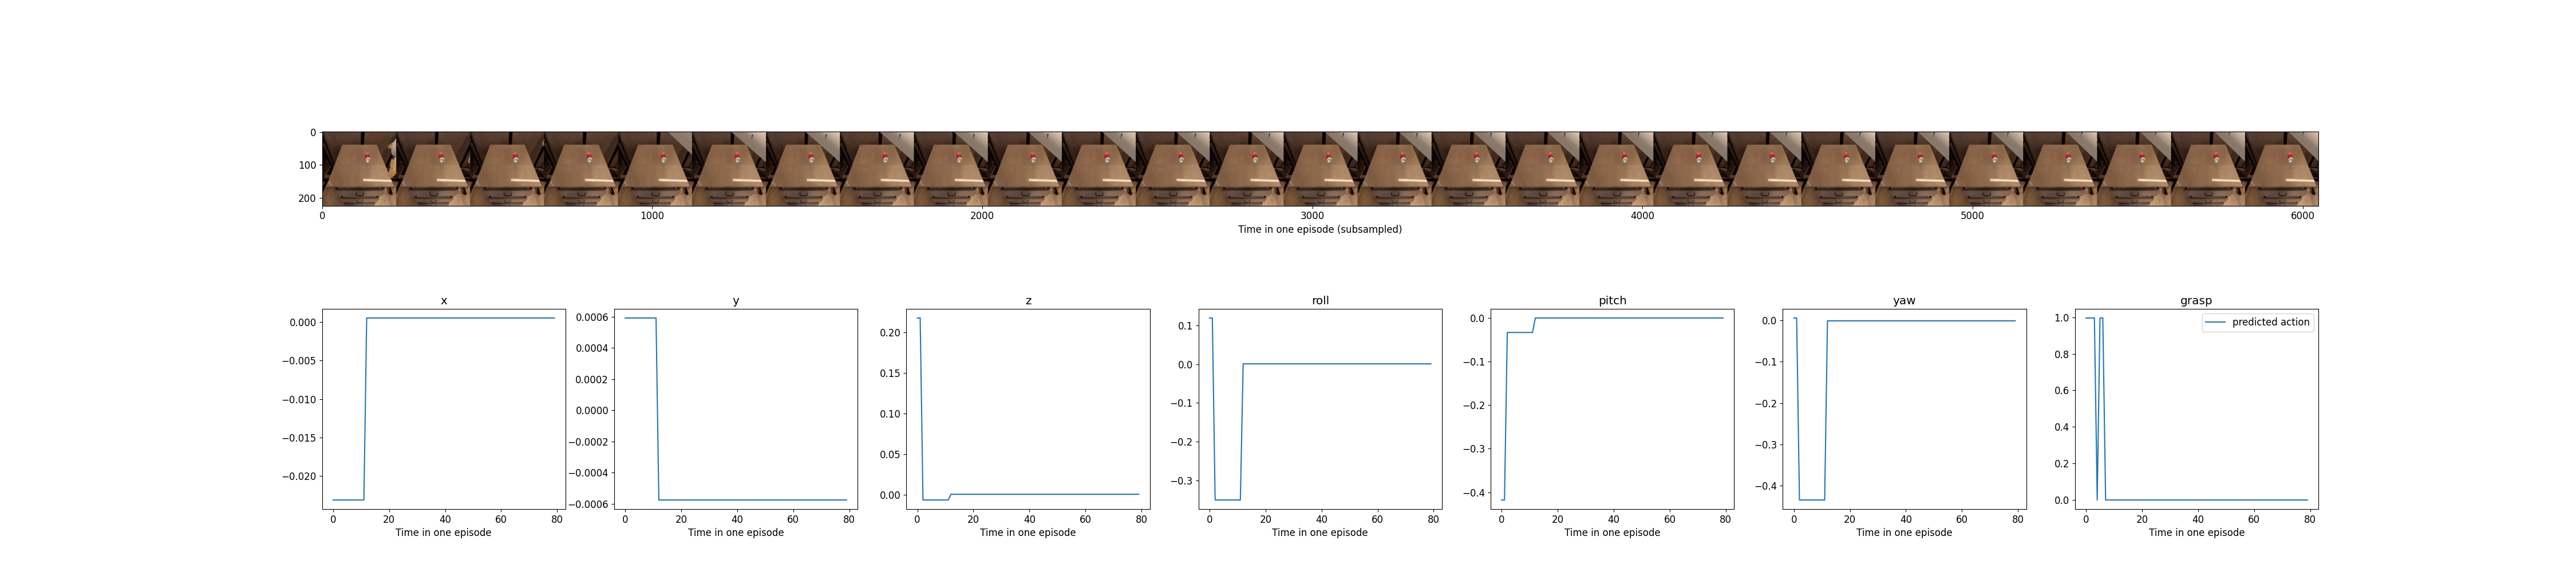 0
100
200
0 1000 2000 3000 4000 5000 6000
Time in one episode (subsampled)
x y z roll pitch yaw grasp
0.000
−0.005
−0.010
−0.015
−0.020
0 20 40 60 80
Time in one episode
0.0006
0.0004
0.0002
0.0000
−0.0002
−0.0004
−0.0006
0 20 40 60 80
Time in one episode
0.20
0.15
0.10
0.05
0.00
0 20 40 60 80
Time in one episode
0.1
0.0
−0.1
−0.2
−0.3
0 20 40 60 80
Time in one episode
0.0
−0.1
−0.2
−0.3
−0.4
0 20 40 60 80
Time in one episode
0.0
−0.1
−0.2
−0.3
−0.4
0 20 40 60 80
Time in one episode
1.0
0.8
0.6
0.4
0.2
0.0
predicted action
0 20 40 60 80
Time in one episode